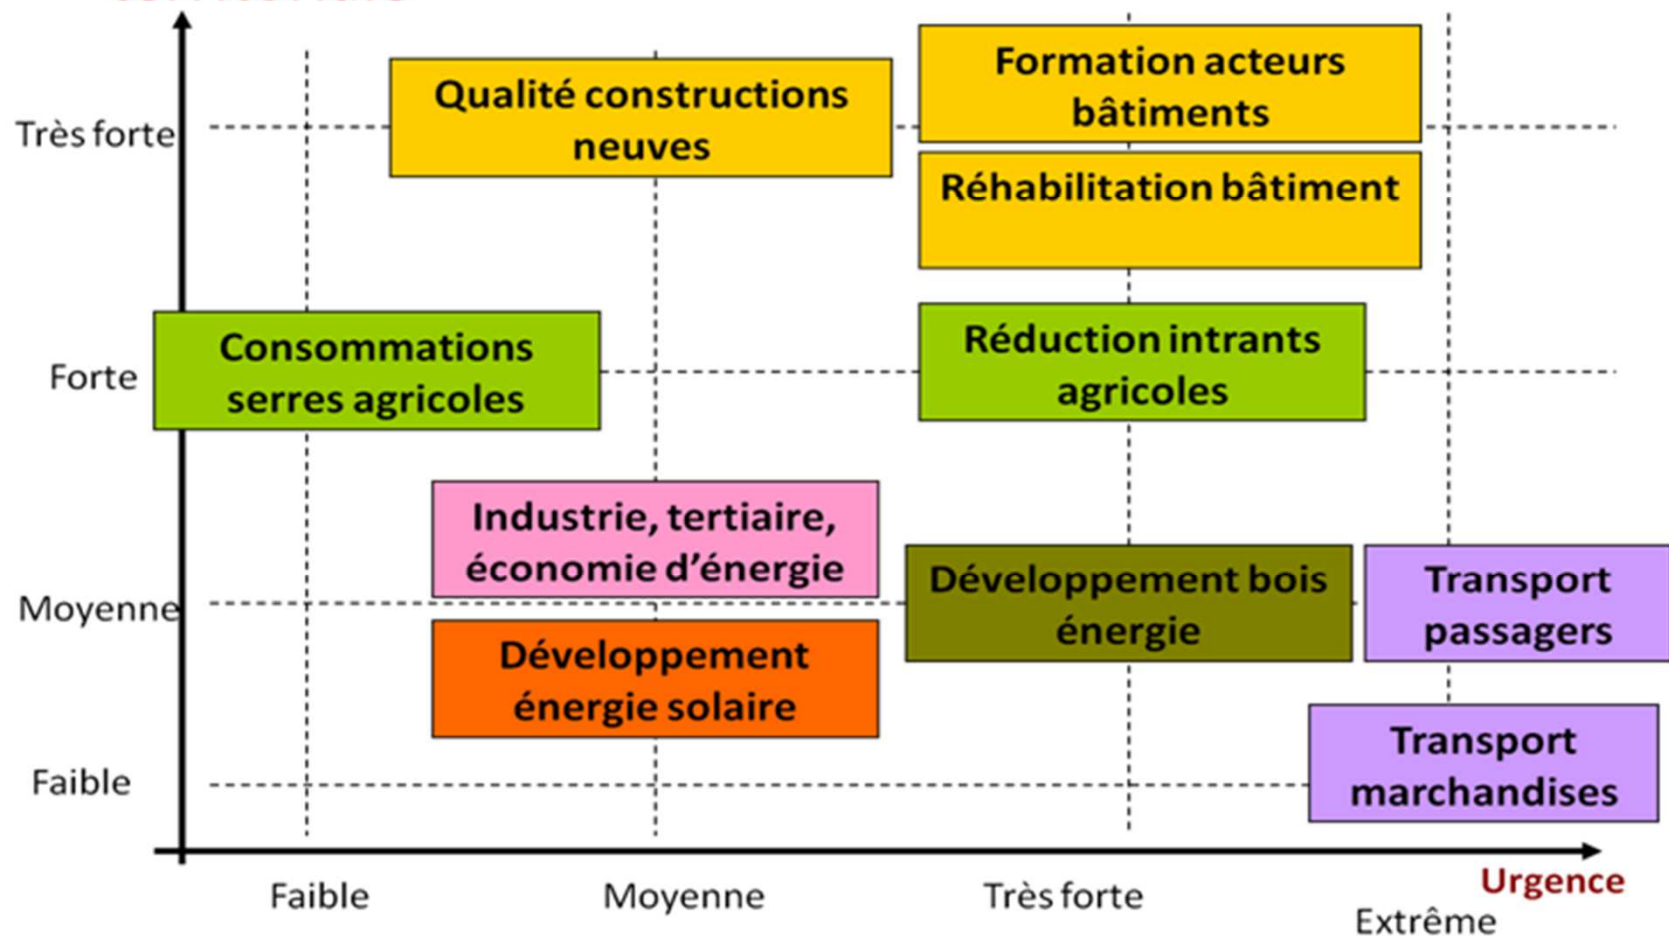 Formation acteurs
bâtiments
Qualité constructions
neuves
Très forte
Réhabilitation bâtiment
Consommations
serres agricoles
Réduction intrants
agricoles
Forte
Industrie, tertiaire,
économie d’énergie
Développement bois
énergie
Transport
passagers
Moyenne
Développement
énergie solaire
Transport
marchandises
Faible
Urgence
Faible
Moyenne
Très forte
Extrême